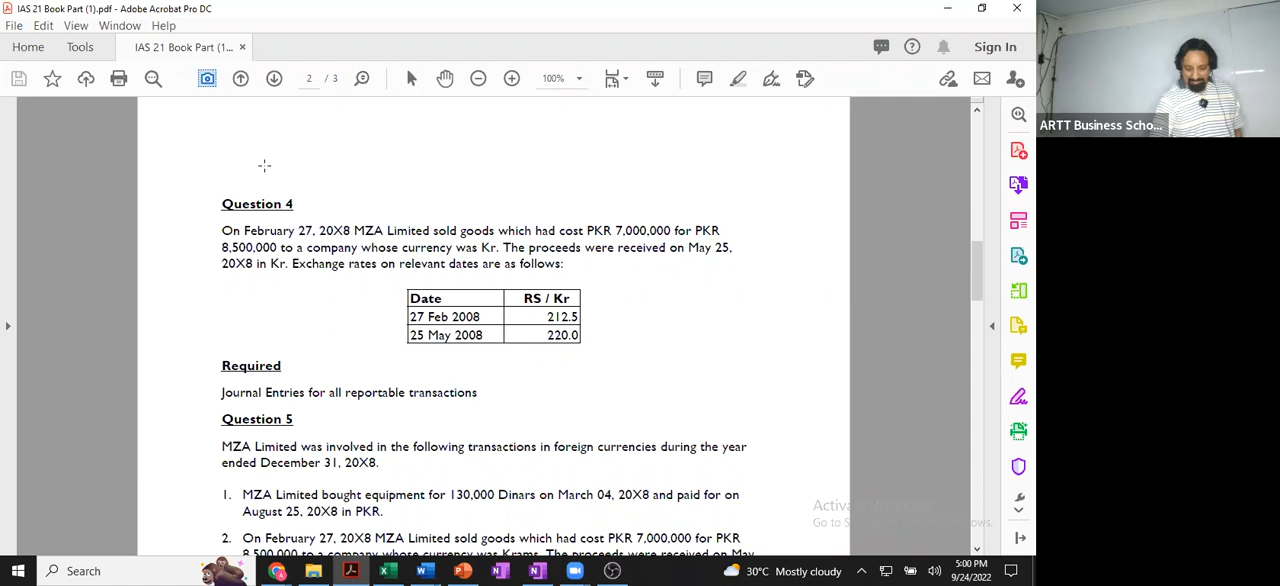 IAS 21 Book Part (1).pdf - Adobe Acrobat Pro DC
File Edit View Window Help
Home Tools IAS 21 Book Part (1... × Sign In
2 / 3 100%
ARTT Business Scho...
Question 4
On February 27, 20X8 MZA Limited sold goods which had cost PKR 7,000,000 for PKR
8,500,000 to a company whose currency was Kr. The proceeds were received on May 25,
20X8 in Kr. Exchange rates on relevant dates are as follows:
Date RS / Kr
27 Feb 2008 212.5
25 May 2008 220.0
Required
Journal Entries for all reportable transactions
Question 5
MZA Limited was involved in the following transactions in foreign currencies during the year
ended December 31, 20X8.
1. MZA Limited bought equipment for 130,000 Dinars on March 04, 20X8 and paid for on
August 25, 20X8 in PKR.
2. On February 27, 20X8 MZA Limited sold goods which had cost PKR 7,000,000 for PKR
8,500,000 to a company whose currency was Krams. The proceeds were received on May
Search
30°C Mostly cloudy
5:00 PM
9/24/2022